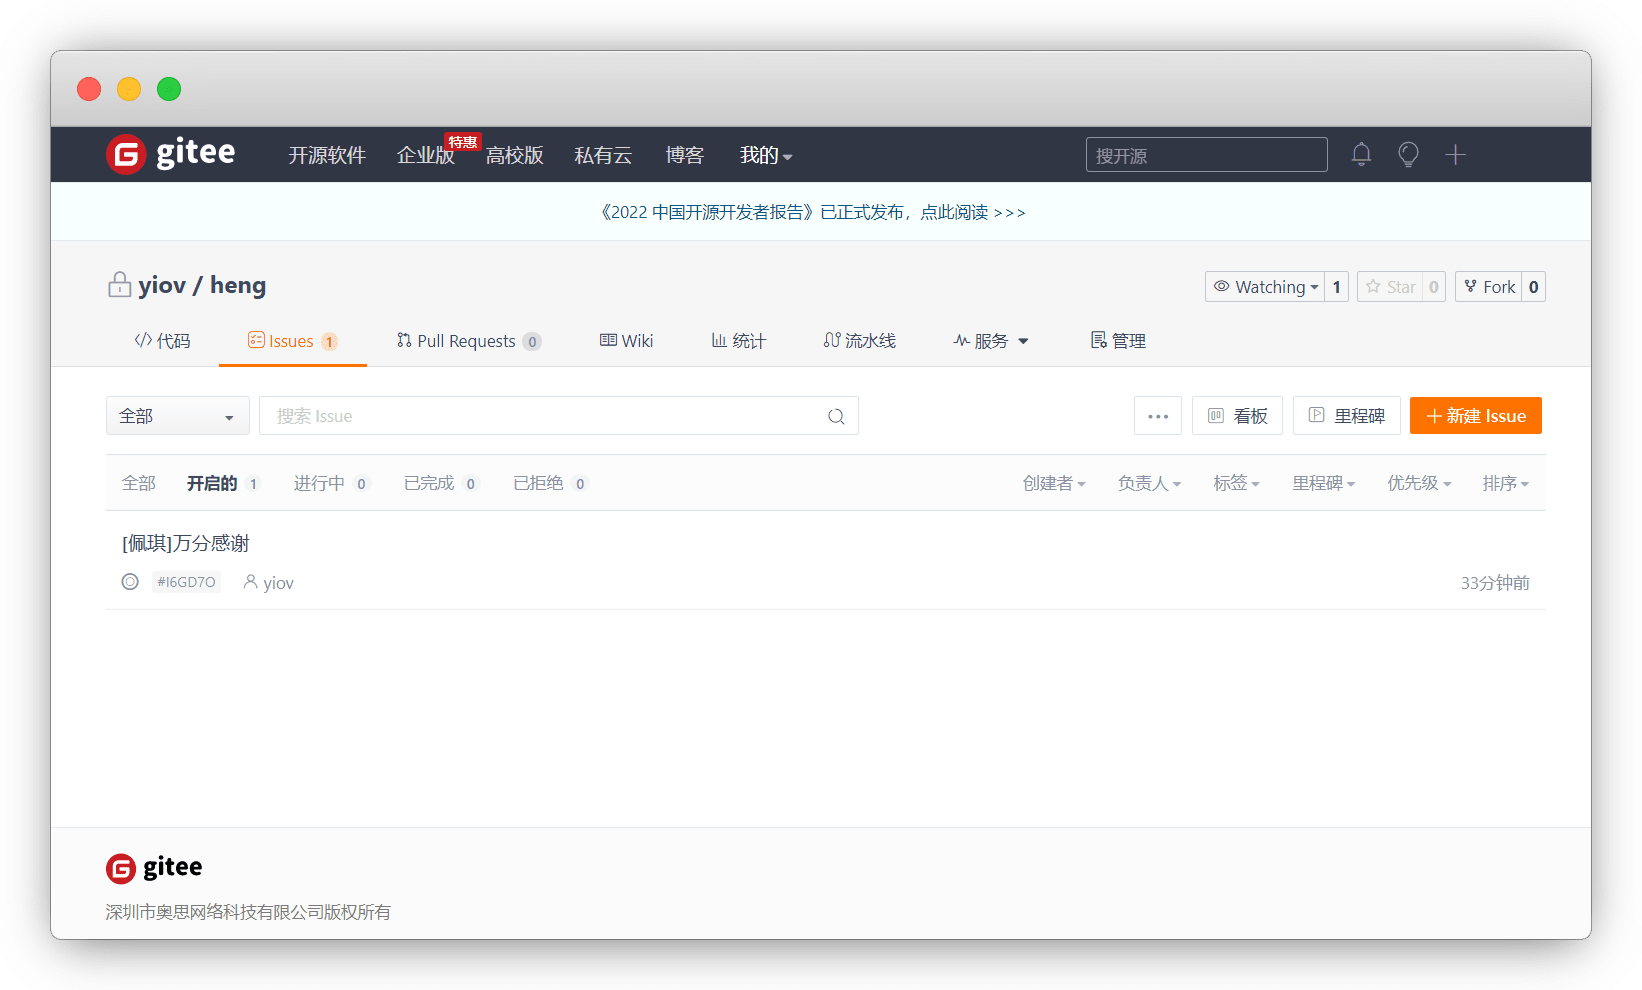 gitee 开源软件 企业版 特惠 高校版 私有云 博客 我的 搜开源
《2022 中国开源开发者报告》已正式发布，点此阅读 >>>
yiov / heng Watching 1 Star 0 Fork 0
代码 Issues 1 Pull Requests 0 Wiki 统计 流水线 服务 管理
全部 搜索 Issue ... 看板 里程碑 新建 Issue
全部 开启的 1 进行中 0 已完成 0 已拒绝 0 创建者 负责人 标签 里程碑 优先级 排序
[佩琪]万分感谢
#I6GD7O yiov 33分钟前
gitee
深圳市奥思网络科技有限公司版权所有